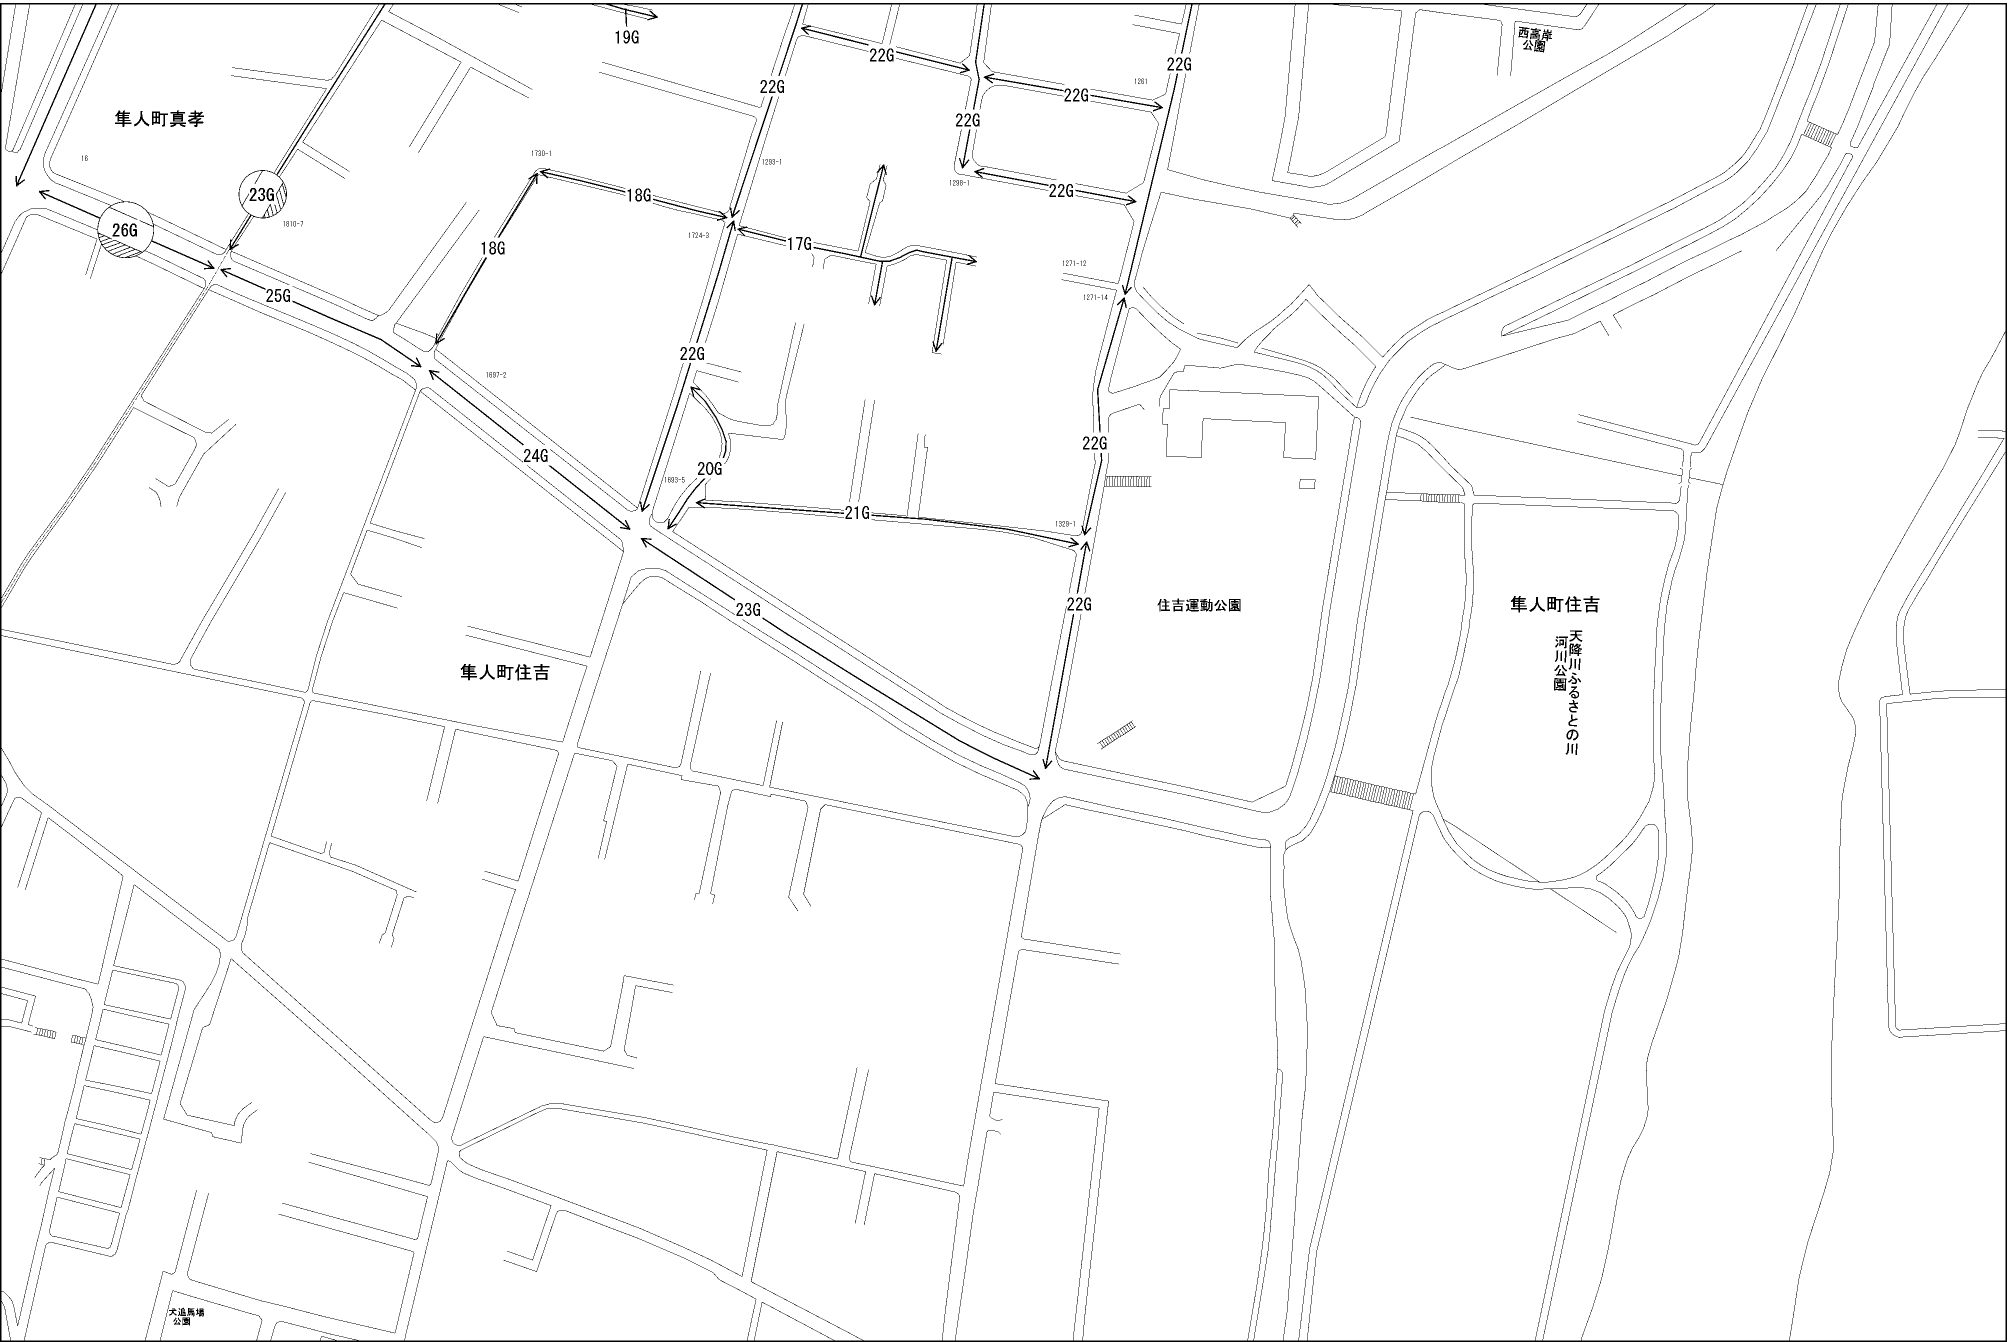 19G
西高岸
公園
22G
22G
22G
22G
1261
22G
隼人町真孝
22G
16
1730-1
1293-1
1298-1
23G
18G
22G
1810-7
26G
1724-3
17G
18G
1271-12
25G
1271-14
22G
1697-2
22G
24G
20G
1693-5
21G
1329-1
23G
22G
住吉運動公園
隼人町住吉
天降川ふるさとの川
河川公園
隼人町住吉
犬追馬場
公園